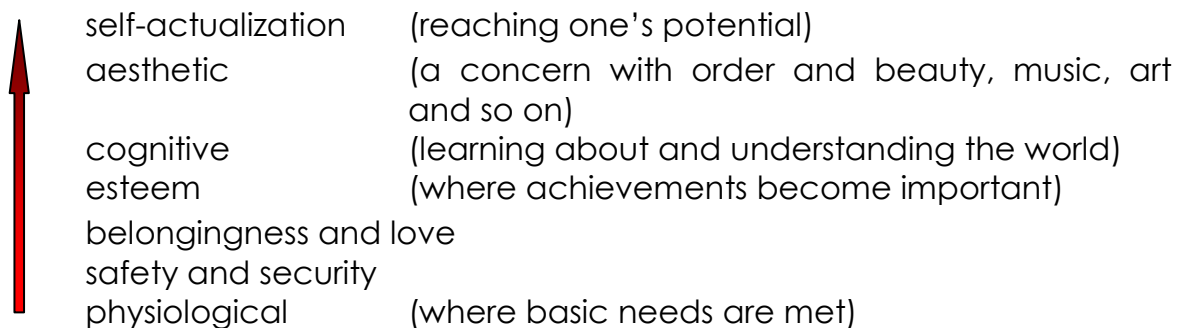 self-actualization (reaching one’s potential)
aesthetic (a concern with order and beauty, music, art
and so on)
cognitive (learning about and understanding the world)
esteem (where achievements become important)
belongingness and love
safety and security
physiological (where basic needs are met)